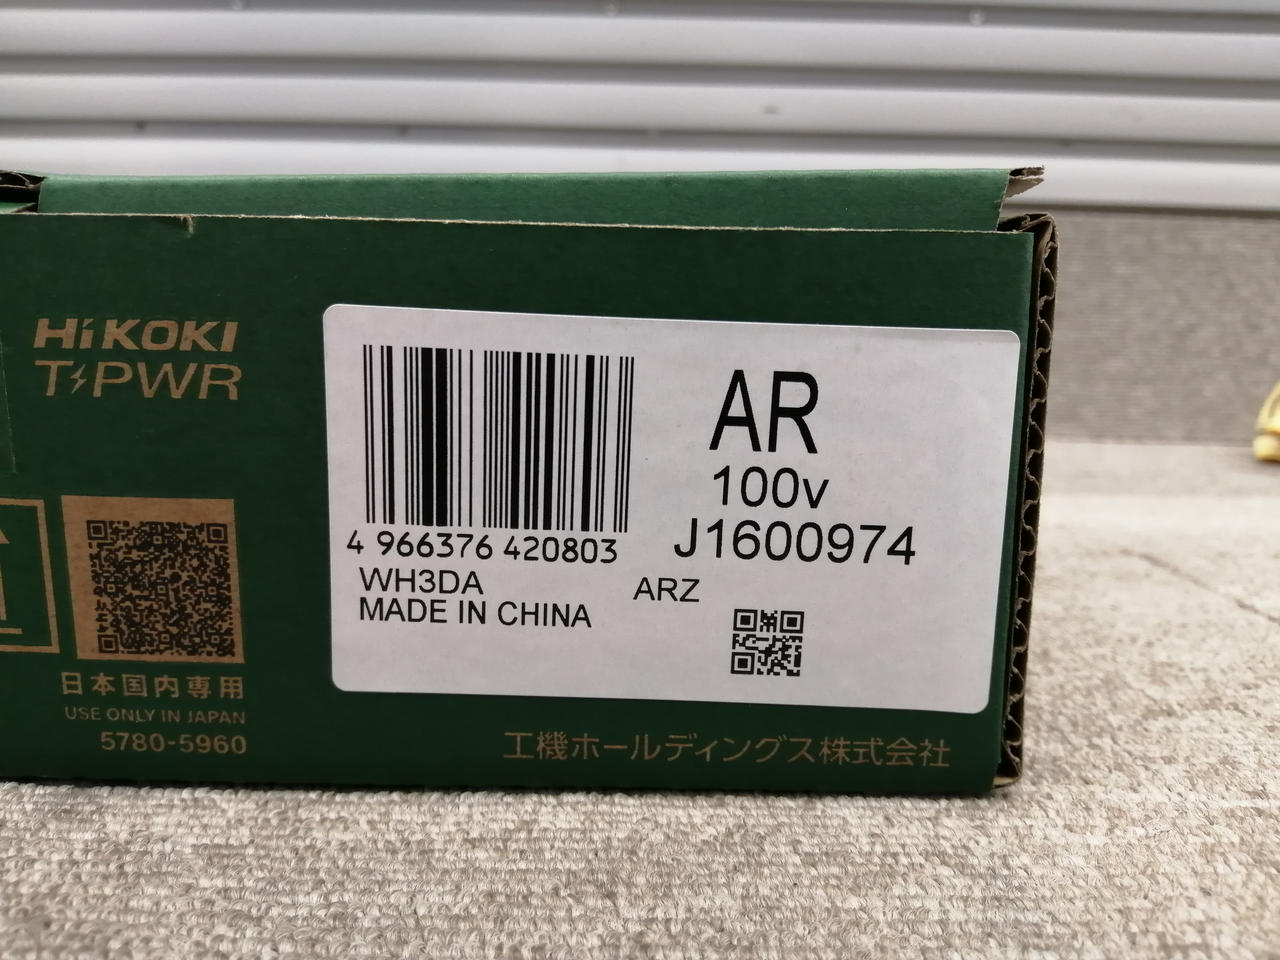 HiKOKI
T PWR
日本国内専用
USE ONLY IN JAPAN
5780-5960
4 966376 420803
WH3DA
MADE IN CHINA
AR
100v
J1600974
ARZ
工機ホールディングス株式会社